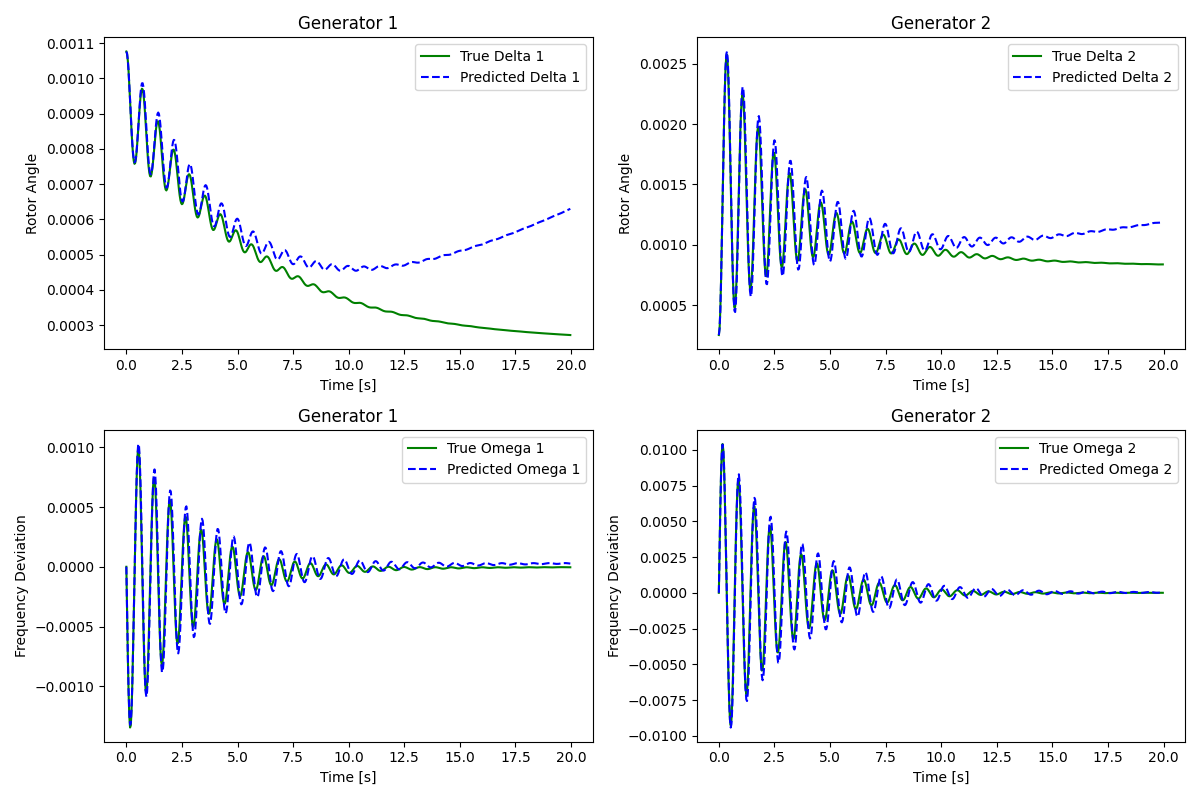 Generator 1
Rotor Angle
0.0011
0.0010
0.0009
0.0008
0.0007
0.0006
0.0005
0.0004
0.0003
True Delta 1
Predicted Delta 1
0.0 2.5 5.0 7.5 10.0 12.5 15.0 17.5 20.0
Time [s]
Generator 2
Rotor Angle
0.0025
0.0020
0.0015
0.0010
0.0005
True Delta 2
Predicted Delta 2
0.0 2.5 5.0 7.5 10.0 12.5 15.0 17.5 20.0
Time [s]
Generator 1
Frequency Deviation
0.0010
0.0005
0.0000
−0.0005
−0.0010
True Omega 1
Predicted Omega 1
0.0 2.5 5.0 7.5 10.0 12.5 15.0 17.5 20.0
Time [s]
Generator 2
Frequency Deviation
0.0100
0.0075
0.0050
0.0025
0.0000
−0.0025
−0.0050
−0.0075
−0.0100
True Omega 2
Predicted Omega 2
0.0 2.5 5.0 7.5 10.0 12.5 15.0 17.5 20.0
Time [s]